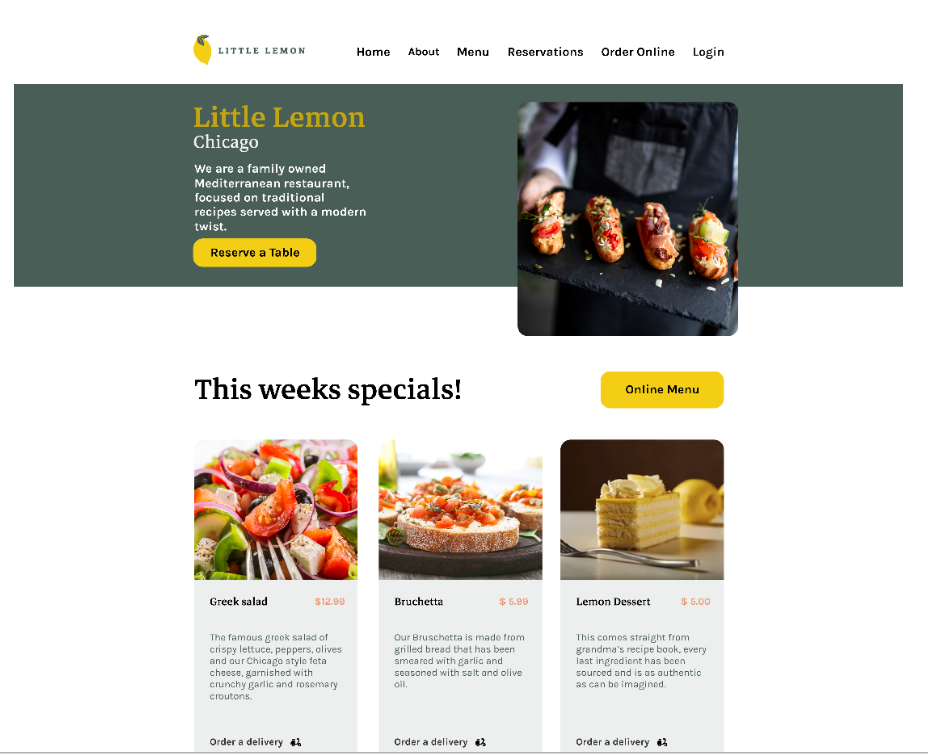 LITTLE LEMON
Home About Menu Reservations Order Online Login
Little Lemon
Chicago
We are a family owned
Mediterranean restaurant,
focused on traditional
recipes served with a modern
twist.
Reserve a Table
This weeks specials!
Online Menu
Greek salad
$12.99
The famous greek salad of
crispy lettuce, peppers, olives
and our Chicago style feta
cheese, garnished with
crunchy garlic and rosemary
croutons.
Order a delivery
Bruchetta
$ 5.99
Our Bruschetta is made from
grilled bread that has been
smeared with garlic and
seasoned with salt and olive
oil.
Order a delivery
Lemon Dessert
$ 5.00
This comes straight from
grandma's recipe book, every
last ingredient has been
sourced and is as authentic
as can be imagined.
Order a delivery